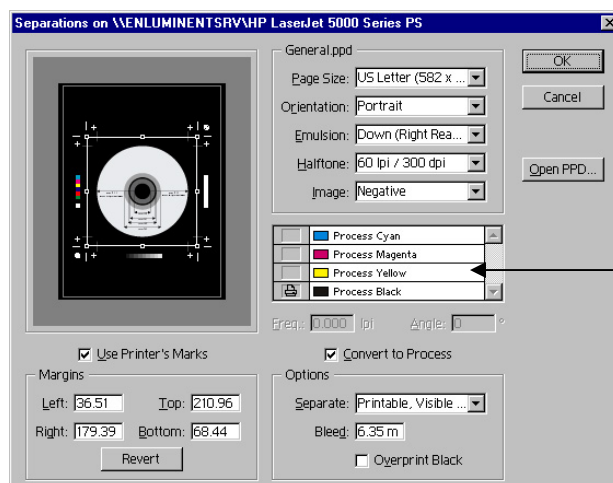 Separations on \\ENLUMINENTSRV\HP LaserJet 5000 Series PS
General.ppd
Page Size: US Letter (582 x ...
Orientation: Portrait
Emulsion: Down (Right Rea...
Halftone: 60 lpi / 300 dpi
Image: Negative
OK
Cancel
Open PPD...
Process Cyan
Process Magenta
Process Yellow
Process Black
Freq.: 0.000 lpi Angle: 0 °
Use Printer's Marks
Convert to Process
Margins
Left: 36.51 Top: 210.96
Right: 179.39 Bottom: 68.44
Revert
Options
Separate: Printable, Visible ...
Bleed: 6.35 m
Overprint Black